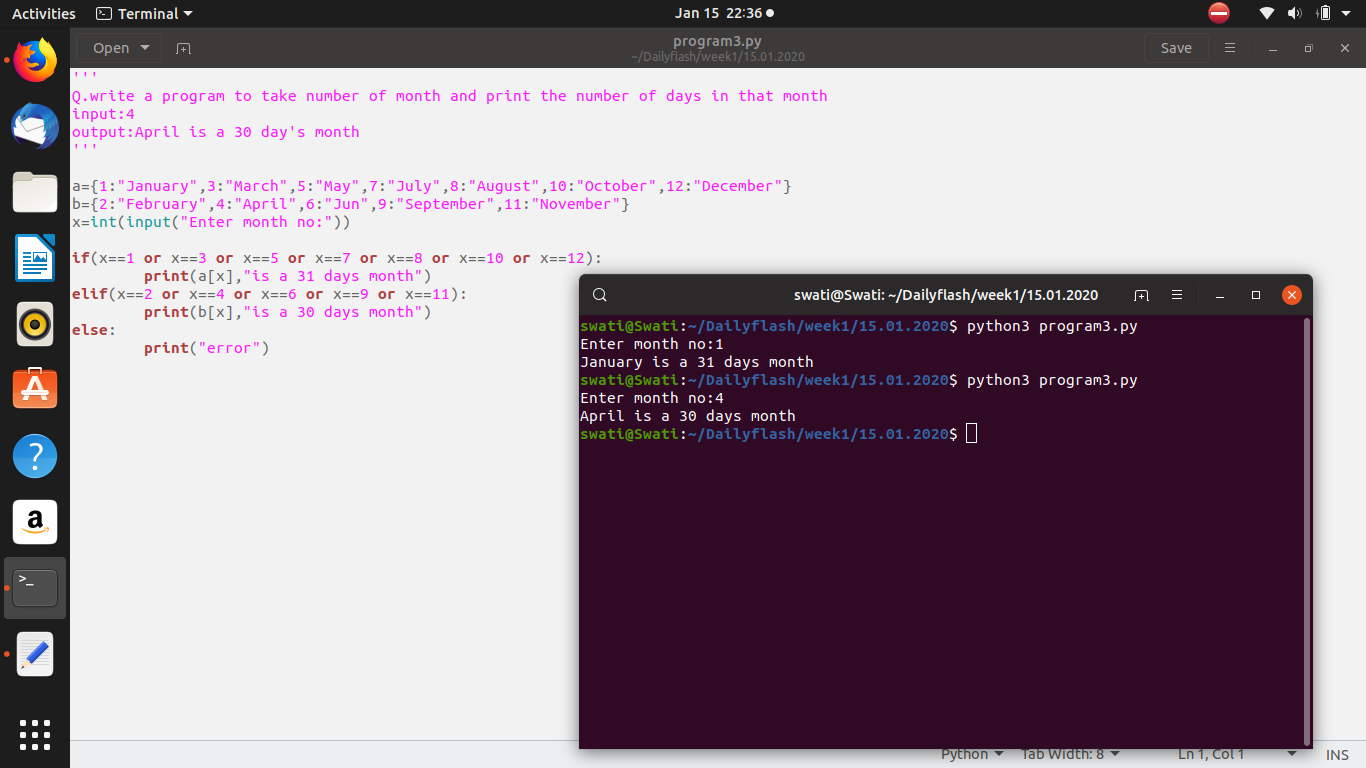 Activities Terminal Jan 15 22:36
Open program3.py Save
~/Dailyflash/week1/15.01.2020
'''
Q.write a program to take number of month and print the number of days in that month
input:4
output:April is a 30 day's month
'''
a={1:"January",3:"March",5:"May",7:"July",8:"August",10:"October",12:"December"}
b={2:"February",4:"April",6:"Jun",9:"September",11:"November"}
x=int(input("Enter month no:"))
if(x==1 or x==3 or x==5 or x==7 or x==8 or x==10 or x==12):
print(a[x],"is a 31 days month")
elif(x==2 or x==4 or x==6 or x==9 or x==11):
print(b[x],"is a 30 days month")
else:
print("error")
swati@Swati: ~/Dailyflash/week1/15.01.2020
swati@Swati:~/Dailyflash/week1/15.01.2020$ python3 program3.py
Enter month no:1
January is a 31 days month
swati@Swati:~/Dailyflash/week1/15.01.2020$ python3 program3.py
Enter month no:4
April is a 30 days month
swati@Swati:~/Dailyflash/week1/15.01.2020$
Python Tab Width: 8 Ln 1, Col 1 INS